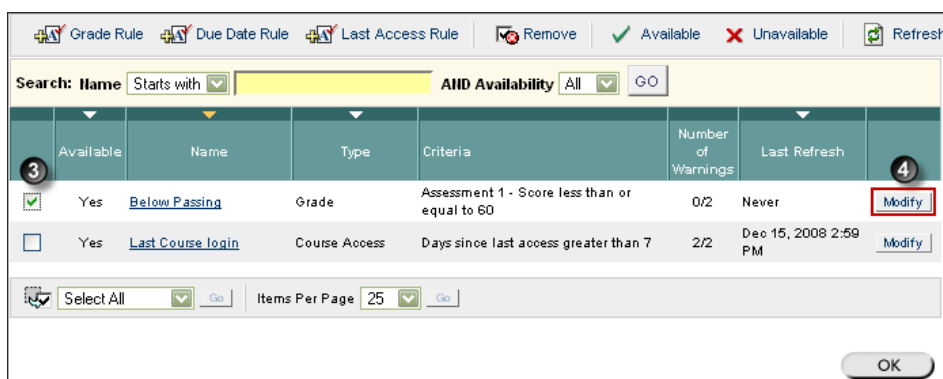 Grade Rule Due Date Rule Last Access Rule Remove Available Unavailable Refresh
Search: Name Starts with AND Availability All GO
3 Available Name Type Criteria Number of Warnings Last Refresh 4
Yes Below Passing Grade Assessment 1 - Score less than or equal to 60 0/2 Never Modify
Yes Last Course login Course Access Days since last access greater than 7 2/2 Dec 15, 2008 2:59 PM Modify
Select All Go Items Per Page 25 Go
OK